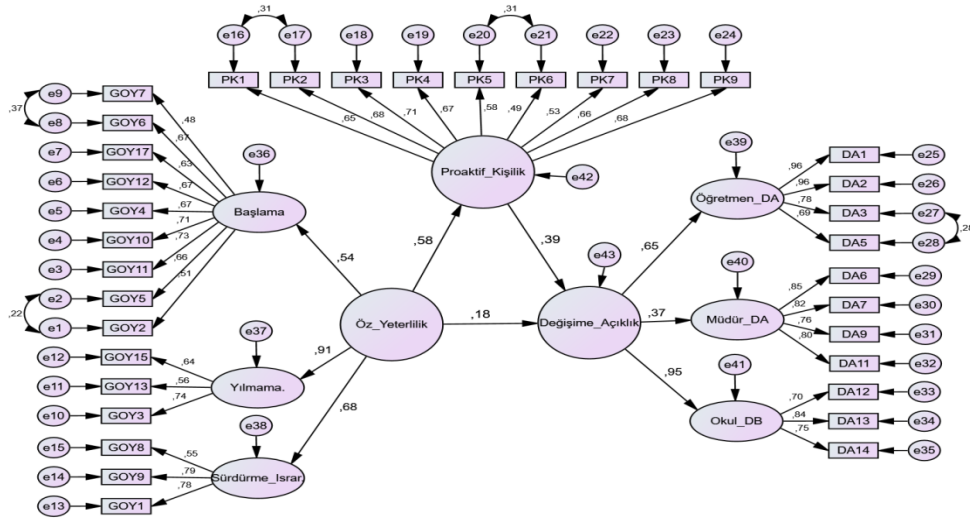 ,31 ,31
e16 e17 e18 e19 e20 e21 e22 e23 e24
PK1 PK2 PK3 PK4 PK5 PK6 PK7 PK8 PK9
,65 ,68 ,71 ,67 ,58 ,49 ,53 ,66 ,68
Proaktif_Kişilik
e42
e9 GOY7 ,48
,37
e8 GOY6 ,67
e7 GOY17 ,63
e6 GOY12 ,67
e5 GOY4 ,67
e4 GOY10 ,71
e3 GOY11 ,73
e2 GOY5 ,66
,22
e1 GOY2 ,51
e36
Başlama
,54
,58
,39
e12 GOY15 ,64
e11 GOY13 ,56
e10 GOY3 ,74
e37
Yılmama.
,91
e15 GOY8 ,55
e14 GOY9 ,79
e13 GOY1 ,78
e38
Sürdürme_Israr.
,68
Öz_Yeterlilik
,18
e43
Değişime_Açıklık
,65
,37
,95
e39
Öğretmen_DA
,96 DA1 e25
,96 DA2 e26
,78 DA3 e27
,69 DA5 e28
e40
Müdür_DA
,85 DA6 e29
,82 DA7 e30
,76 DA9 e31
,80 DA11 e32
e41
Okul_DB
,70 DA12 e33
,84 DA13 e34
,75 DA14 e35